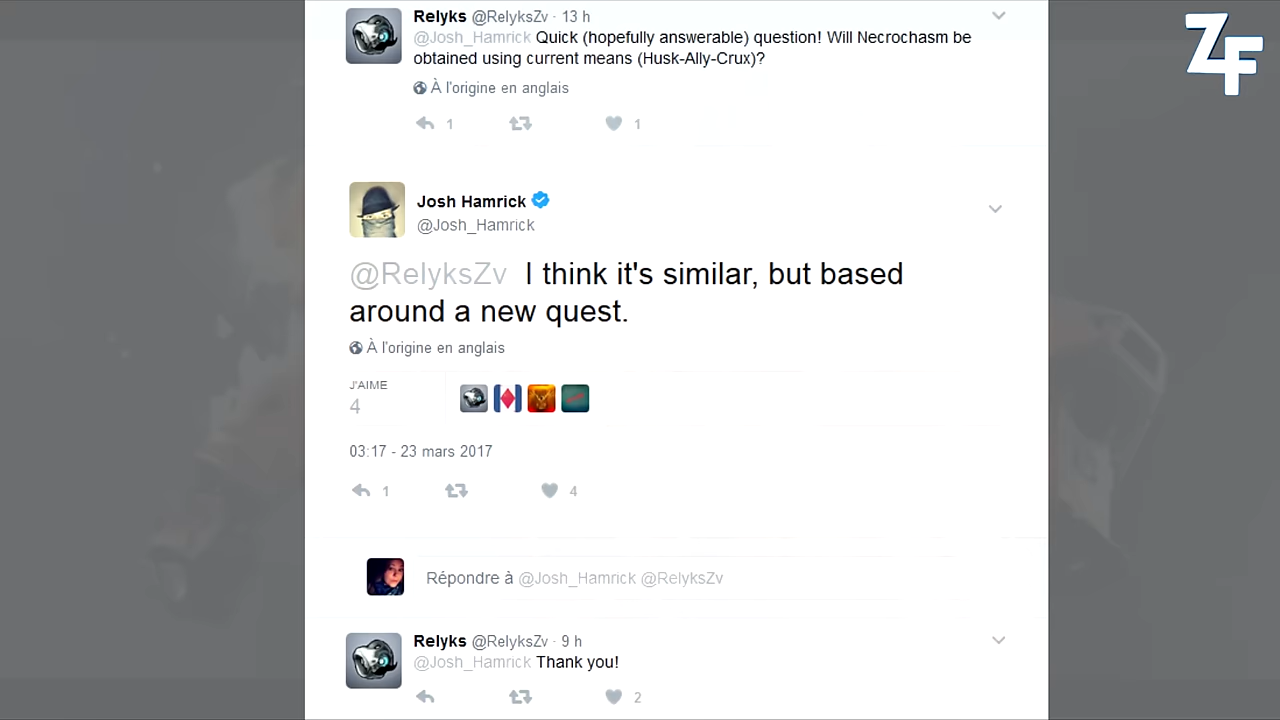 Relyks @RelyksZv · 13 h
@Josh_Hamrick Quick (hopefully answerable) question! Will Necrochasm be
obtained using current means (Husk-Ally-Crux)?
À l'origine en anglais
1 1
Josh Hamrick
@Josh_Hamrick
@RelyksZv I think it's similar, but based
around a new quest.
À l'origine en anglais
J'AIME
4
03:17 - 23 mars 2017
1 4
Répondre à @Josh_Hamrick @RelyksZv
Relyks @RelyksZv · 9 h
@Josh_Hamrick Thank you!
2
ZF